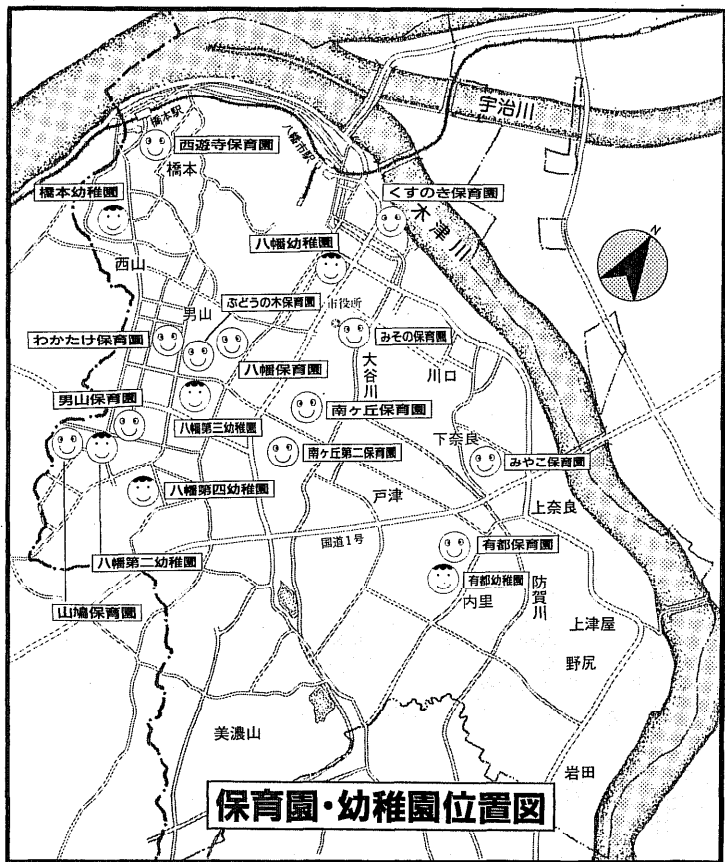 宇治川
橋本駅
西遊寺保育園
橋本
八幡市駅
橋本幼稚園
くすのき保育園
木津川
N
八幡幼稚園
西山
男山
ぶどうの木保育園
市役所
わかたけ保育園
みその保育園
八幡保育園
大谷川
川口
男山保育園
南ヶ丘保育園
八幡第三幼稚園
下奈良
南ヶ丘第二保育園
みやこ保育園
八幡第四幼稚園
戸津
上奈良
国道1号
有都保育園
八幡第二幼稚園
有都幼稚園
防賀川
内里
山鳩保育園
上津屋
野尻
美濃山
岩田
保育園・幼稚園位置図